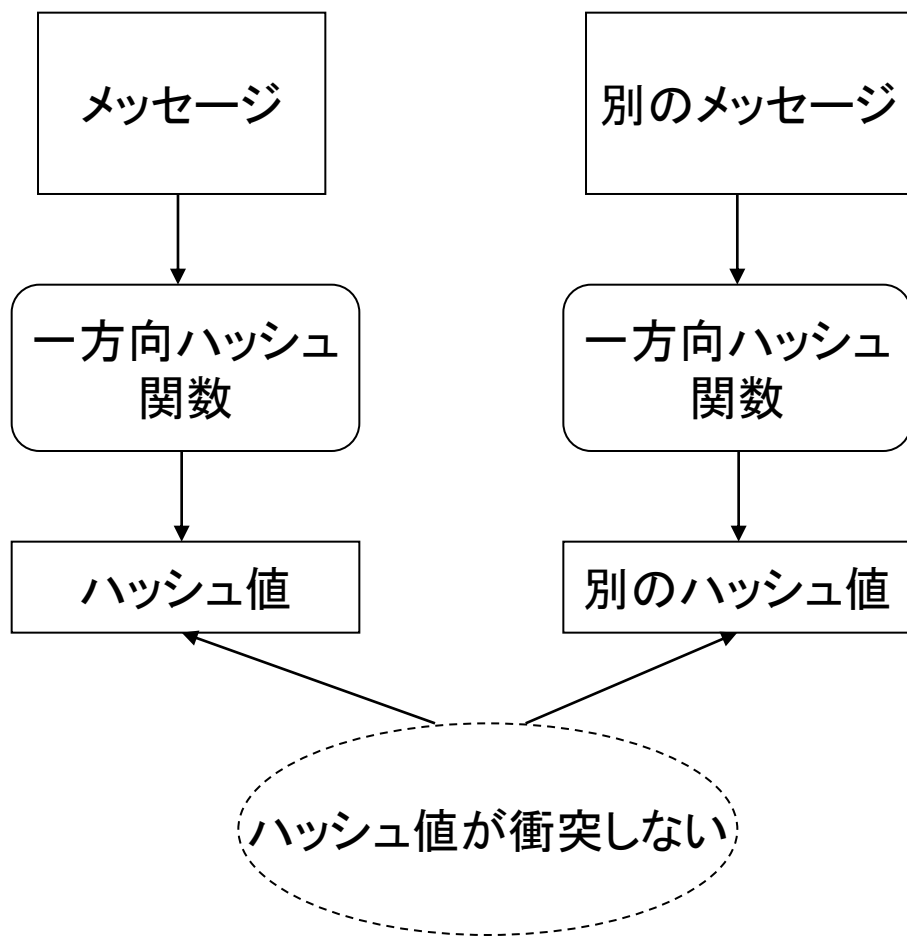 メッセージ
別のメッセージ
一方向ハッシュ
関数
一方向ハッシュ
関数
ハッシュ値
別のハッシュ値
ハッシュ値が衝突しない